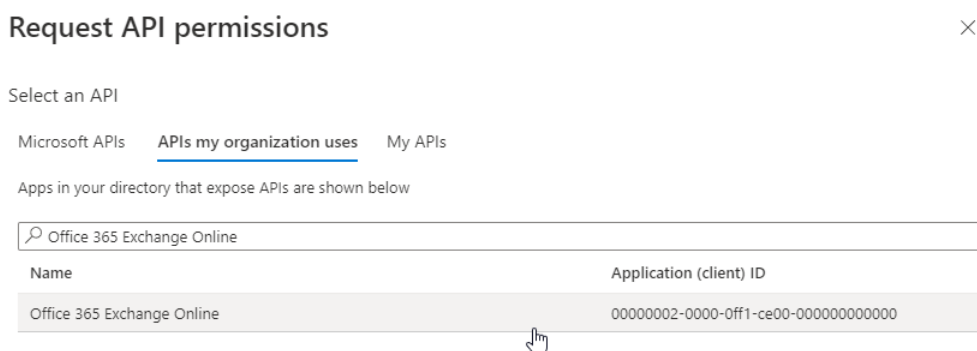 Request API permissions
Select an API
Microsoft APIs APIs my organization uses My APIs
Apps in your directory that expose APIs are shown below
Office 365 Exchange Online
Name Application (client) ID
Office 365 Exchange Online 00000002-0000-0ff1-ce00-000000000000